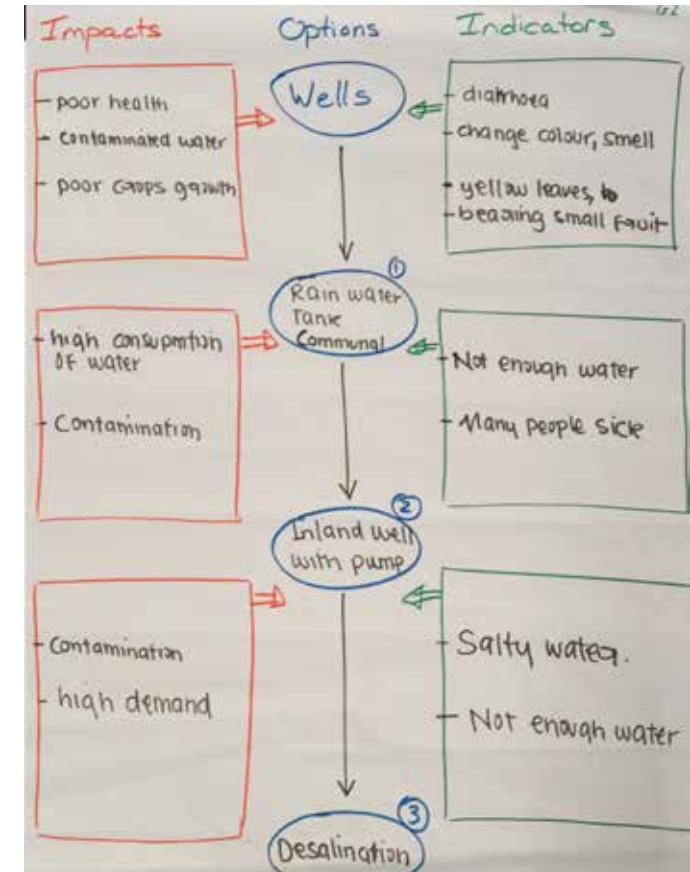 Impacts
Options
Indicators
G2
- poor health
- contaminated water
- poor crops growth
Wells
- diarrhoea
- change colour, smell
- yellow leaves,
- bearing small fruit
①
Rain water
Tank
Communal
- high consupmtion
OF water
- Contamination
- Not enough water
- Many people sick
②
Inland well
with pump
- Contamination
- high demand
- Salty water.
- Not enough water
③
Desalination